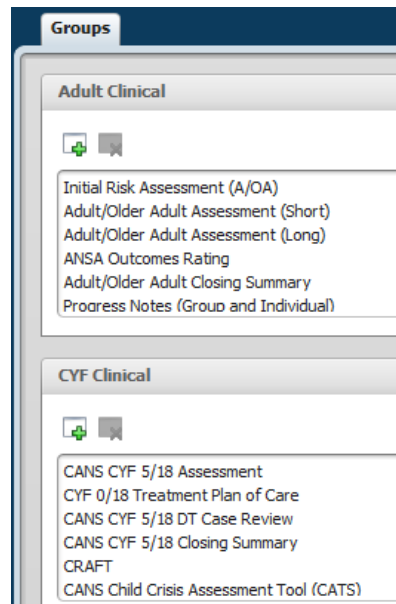 Groups
Adult Clinical
Initial Risk Assessment (A/OA)
Adult/Older Adult Assessment (Short)
Adult/Older Adult Assessment (Long)
ANSA Outcomes Rating
Adult/Older Adult Closing Summary
Progress Notes (Group and Individual)
CYF Clinical
CANS CYF 5/18 Assessment
CYF 0/18 Treatment Plan of Care
CANS CYF 5/18 DT Case Review
CANS CYF 5/18 Closing Summary
CRAFT
CANS Child Crisis Assessment Tool (CATS)